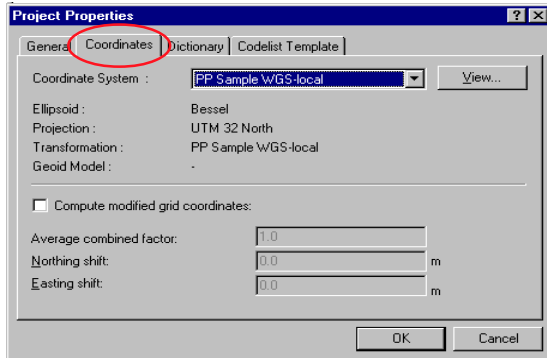 Project Properties
General Coordinates Dictionary Codelist Template
Coordinate System : PP Sample WGS-local View...
Ellipsoid : Bessel
Projection : UTM 32 North
Transformation : PP Sample WGS-local
Geoid Model : -
Compute modified grid coordinates:
Average combined factor: 1.0
Northing shift: 0.0 m
Easting shift: 0.0 m
OK Cancel